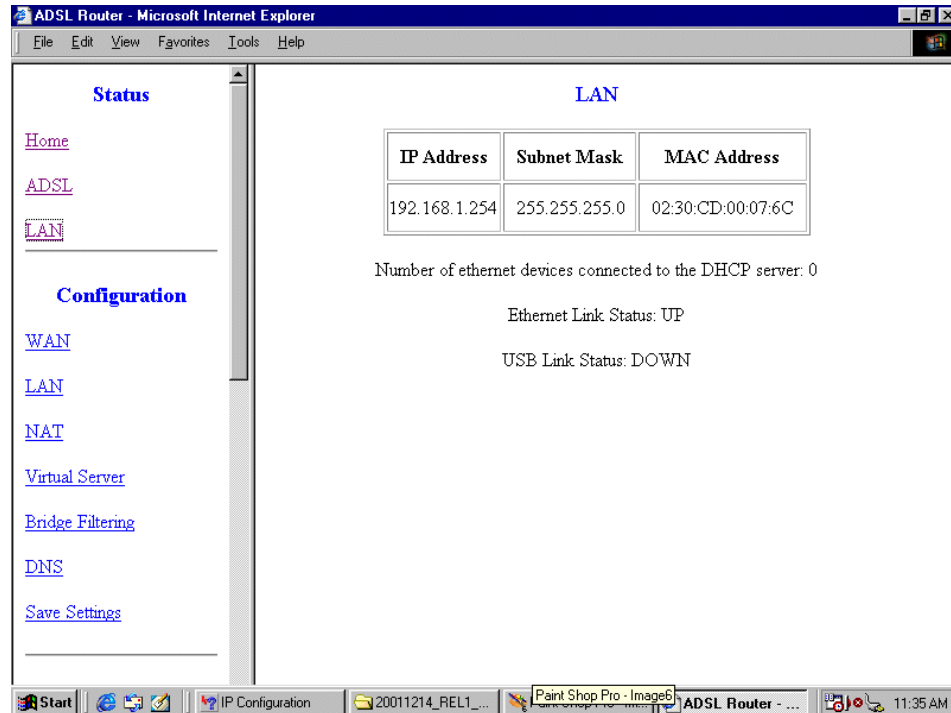 ADSL Router - Microsoft Internet Explorer
File Edit View Favorites Tools Help
Status
Home
ADSL
LAN
Configuration
WAN
LAN
NAT
Virtual Server
Bridge Filtering
DNS
Save Settings
LAN
IP Address Subnet Mask MAC Address
192.168.1.254 255.255.255.0 02:30:CD:00:07:6C
Number of ethernet devices connected to the DHCP server: 0
Ethernet Link Status: UP
USB Link Status: DOWN
Start IP Configuration 20011214_REL1_... Paint Shop Pro - Image6 ADSL Router - ... 11:35 AM